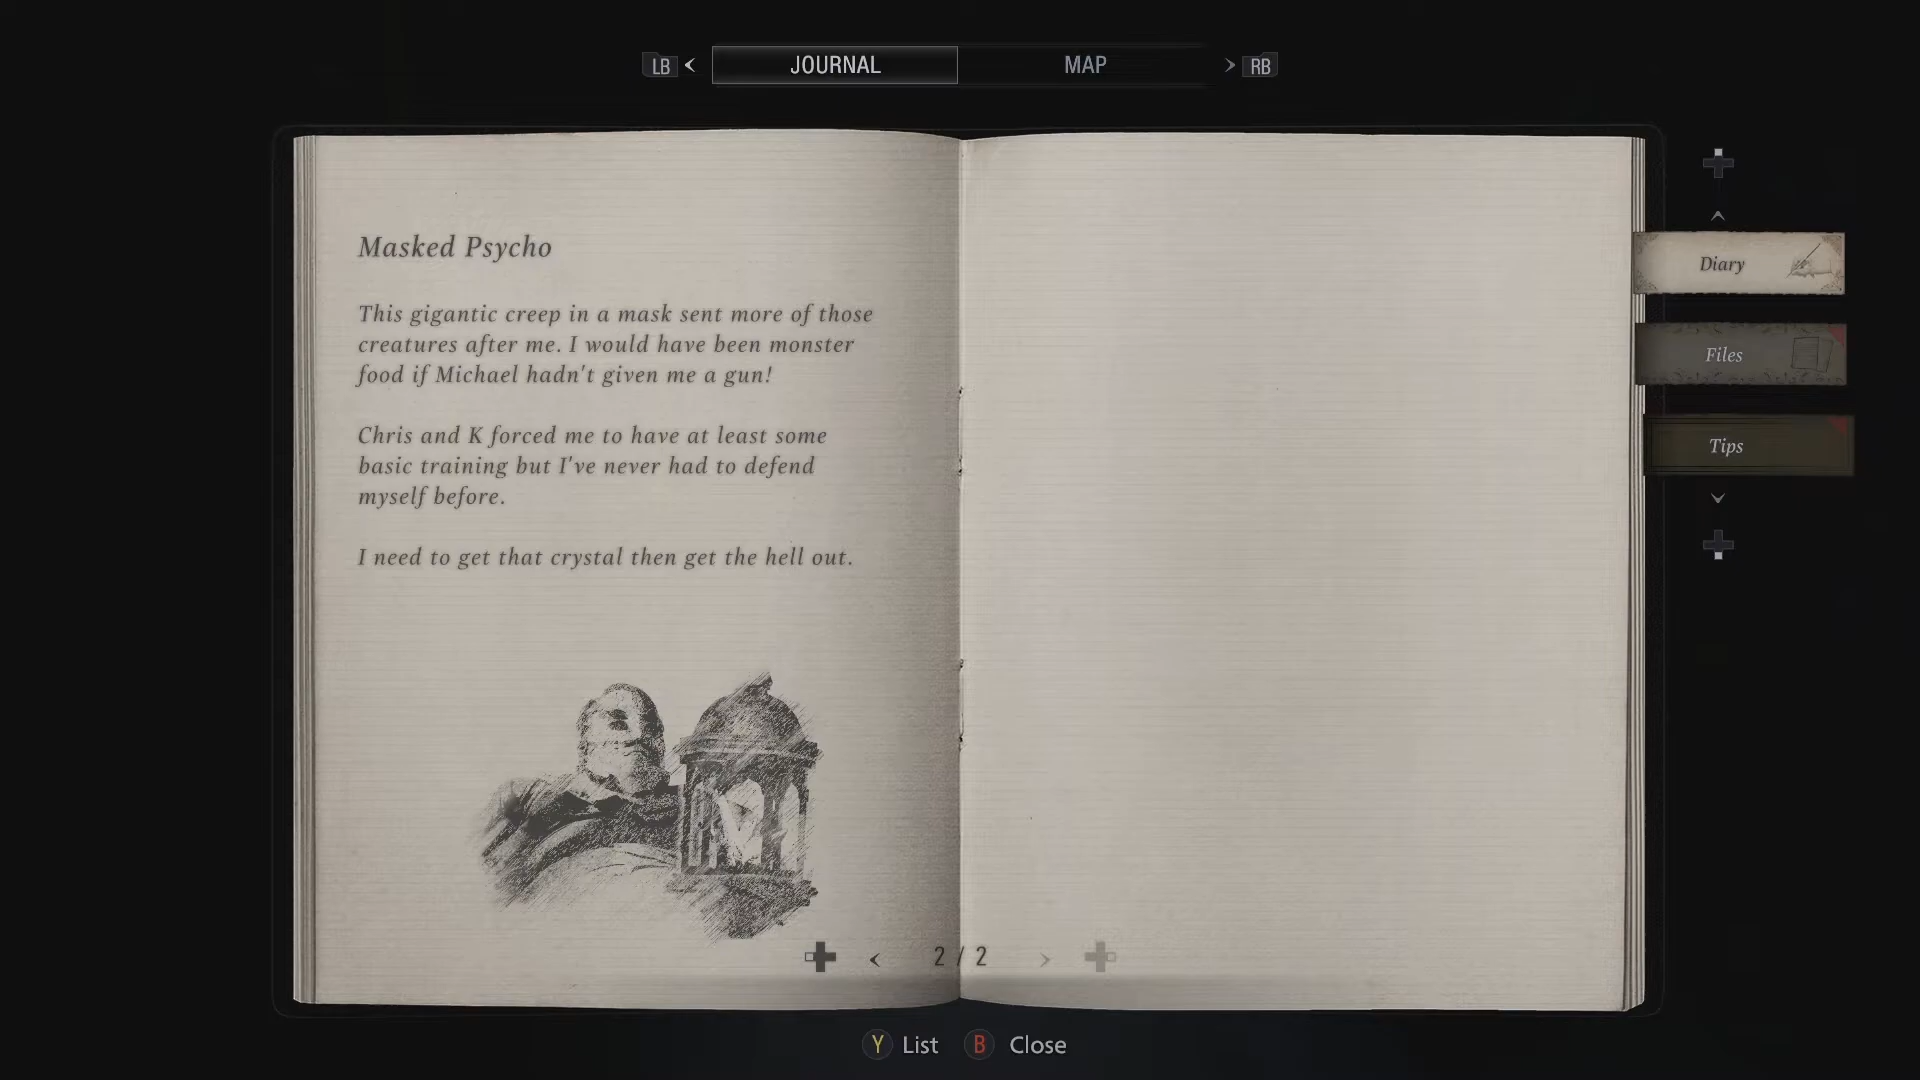 LB < JOURNAL MAP > RB
Masked Psycho
This gigantic creep in a mask sent more of those
creatures after me. I would have been monster
food if Michael hadn't given me a gun!
Chris and K forced me to have at least some
basic training but I've never had to defend
myself before.
I need to get that crystal then get the hell out.
Diary
Files
Tips
< 2 / 2 >
Y List B Close